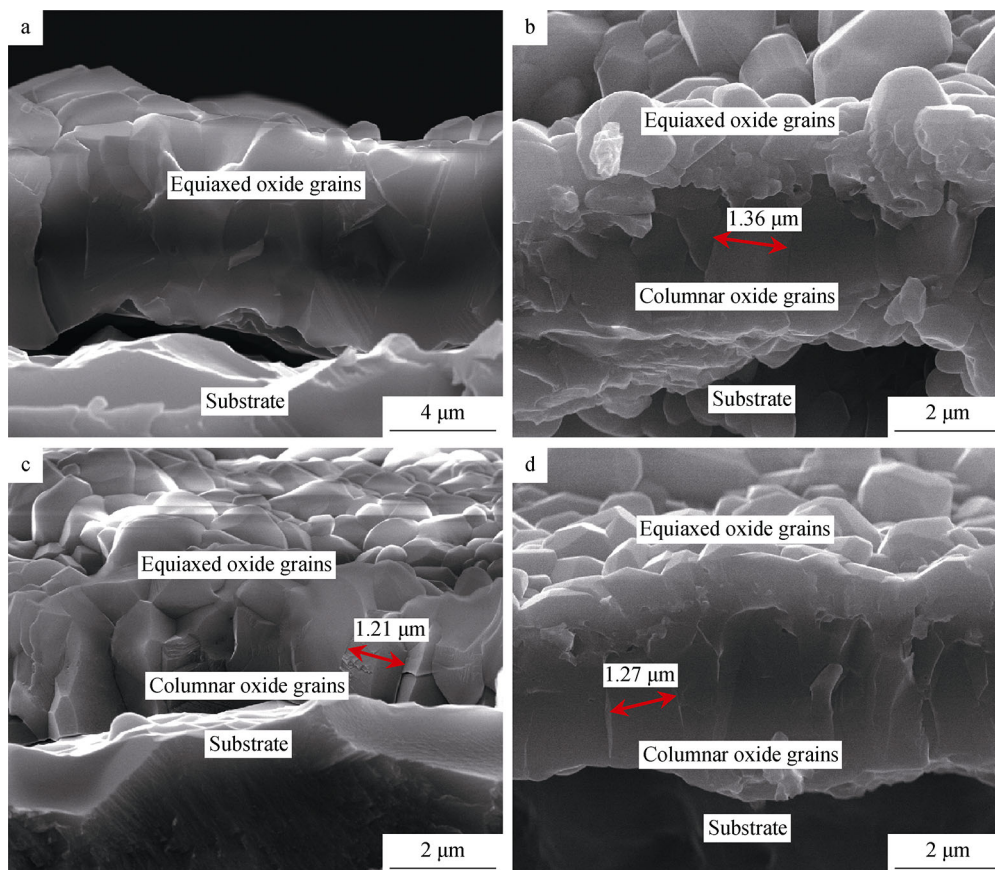 a
Equiaxed oxide grains
Substrate
4 μm
b
Equiaxed oxide grains
1.36 μm
Columnar oxide grains
Substrate
2 μm
c
Equiaxed oxide grains
1.21 μm
Columnar oxide grains
Substrate
2 μm
d
Equiaxed oxide grains
1.27 μm
Columnar oxide grains
Substrate
2 μm